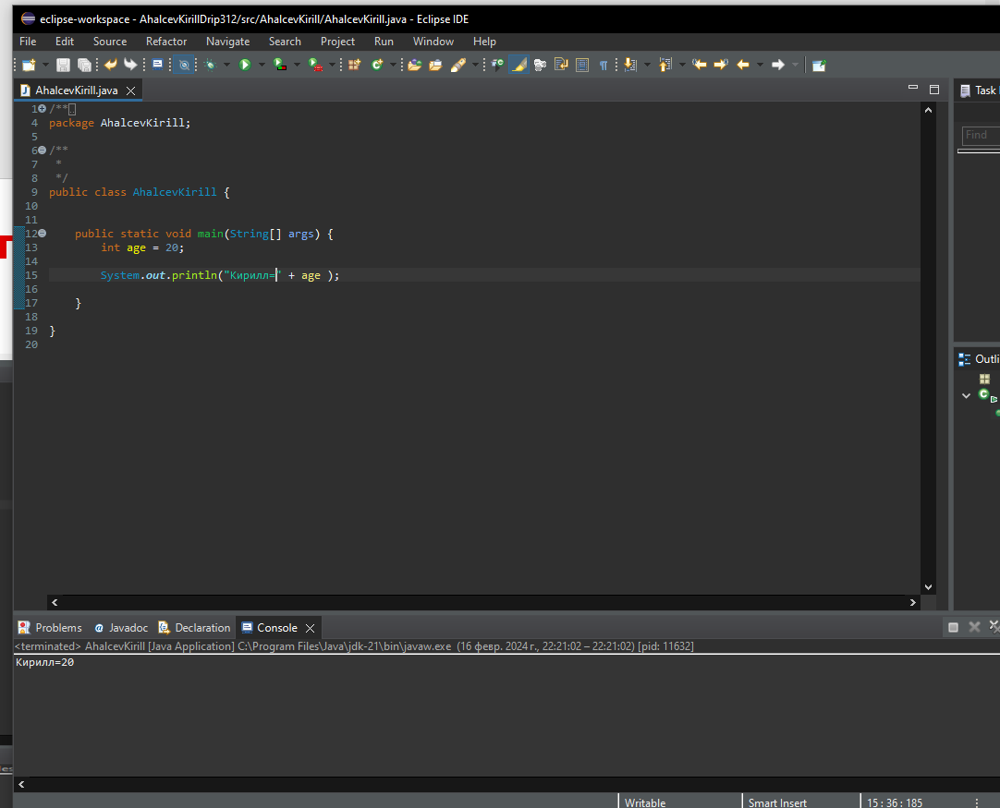 eclipse-workspace - AhalcevKirillDrip312/src/AhalcevKirill/AhalcevKirill.java - Eclipse IDE
File Edit Source Refactor Navigate Search Project Run Window Help
AhalcevKirill.java
Task
Find
1 /**
4 package AhalcevKirill;
5
6 /**
7 *
8 */
9 public class AhalcevKirill {
10
11
12 public static void main(String[] args) {
13 int age = 20;
14
15 System.out.println("Кирилл=" + age );
16
17 }
18
19 }
20
Outli
Problems Javadoc Declaration Console
<terminated> AhalcevKirill [Java Application] C:\Program Files\Java\jdk-21\bin\javaw.exe (16 февр. 2024 г., 22:21:02 – 22:21:02) [pid: 11632]
Кирилл=20
Writable Smart Insert 15 : 36 : 185